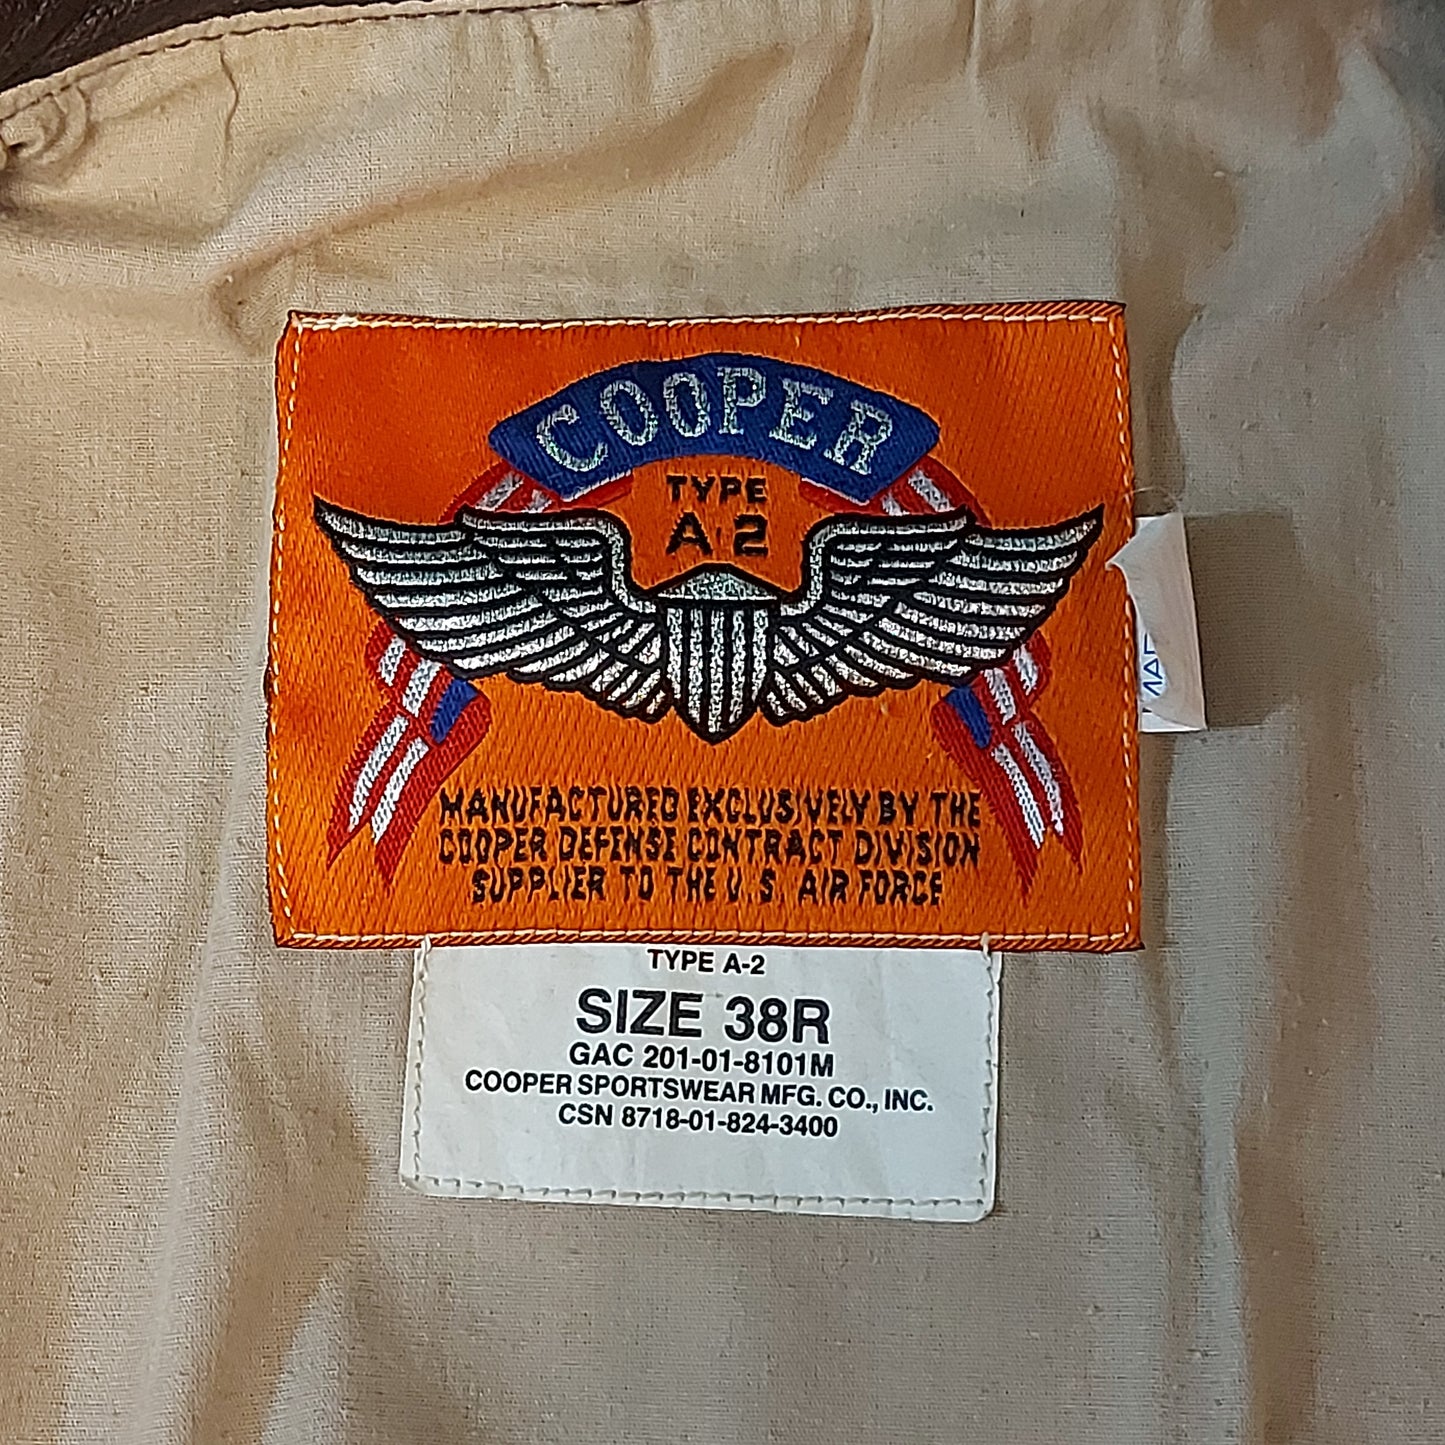 COOPER
TYPE
A-2
MANUFACTURED EXCLUSIVELY BY THE
COOPER DEFENSE CONTRACT DIVISION
SUPPLIER TO THE U.S. AIR FORCE
TYPE A-2
SIZE 38R
GAC 201-01-8101M
COOPER SPORTSWEAR MFG. CO., INC.
CSN 8718-01-824-3400